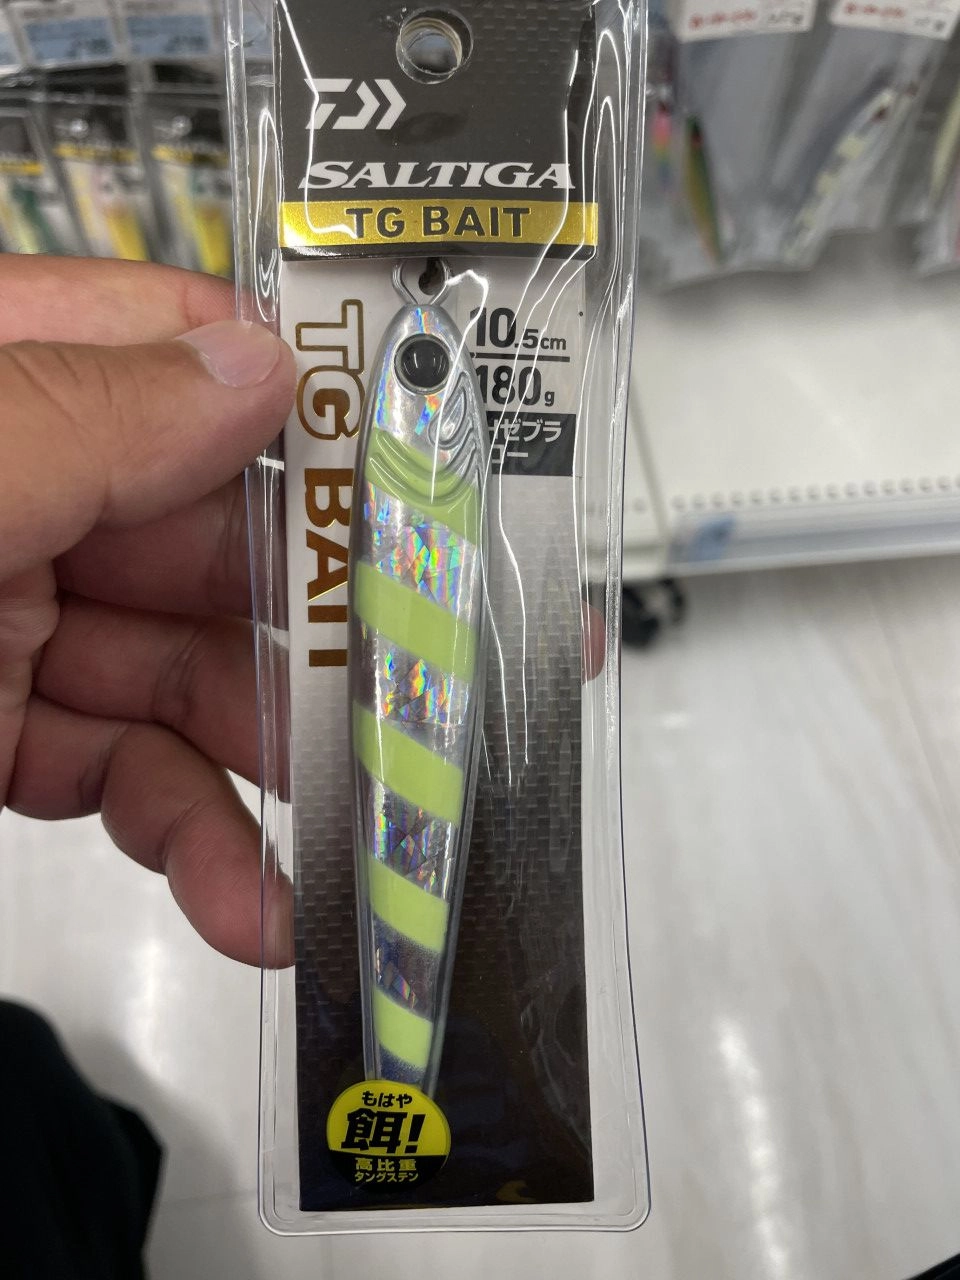 SALTIGA
TG BAIT
TG BAIT
10.5cm
180g
ゼブラ
ロー
もはや
餌!
高比重
タングステン